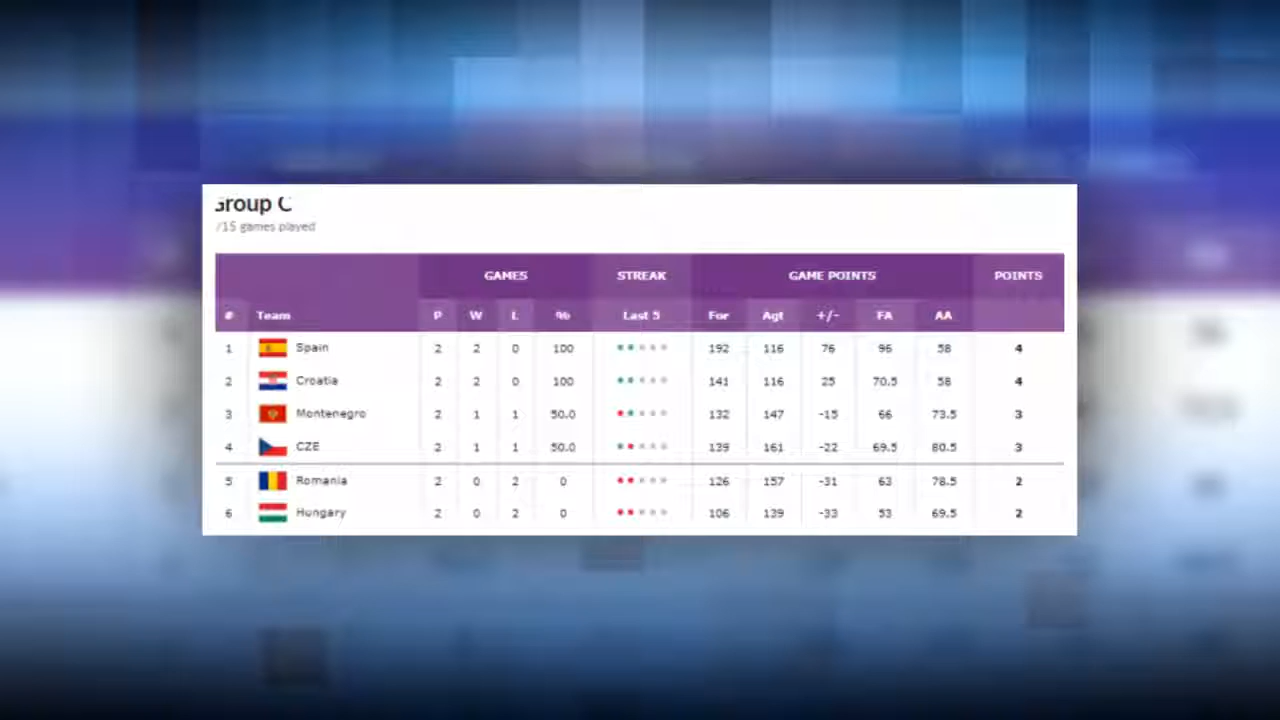 Group C
/15 games played
GAMES STREAK GAME POINTS POINTS
# Team P W L % Last 5 For Agt +/- FA AA
1 Spain 2 2 0 100 192 116 76 96 58 4
2 Croatia 2 2 0 100 141 116 25 70.5 58 4
3 Montenegro 2 1 1 50.0 132 147 -15 66 73.5 3
4 CZE 2 1 1 50.0 139 161 -22 69.5 80.5 3
5 Romania 2 0 2 0 126 157 -31 63 78.5 2
6 Hungary 2 0 2 0 106 139 -33 53 69.5 2